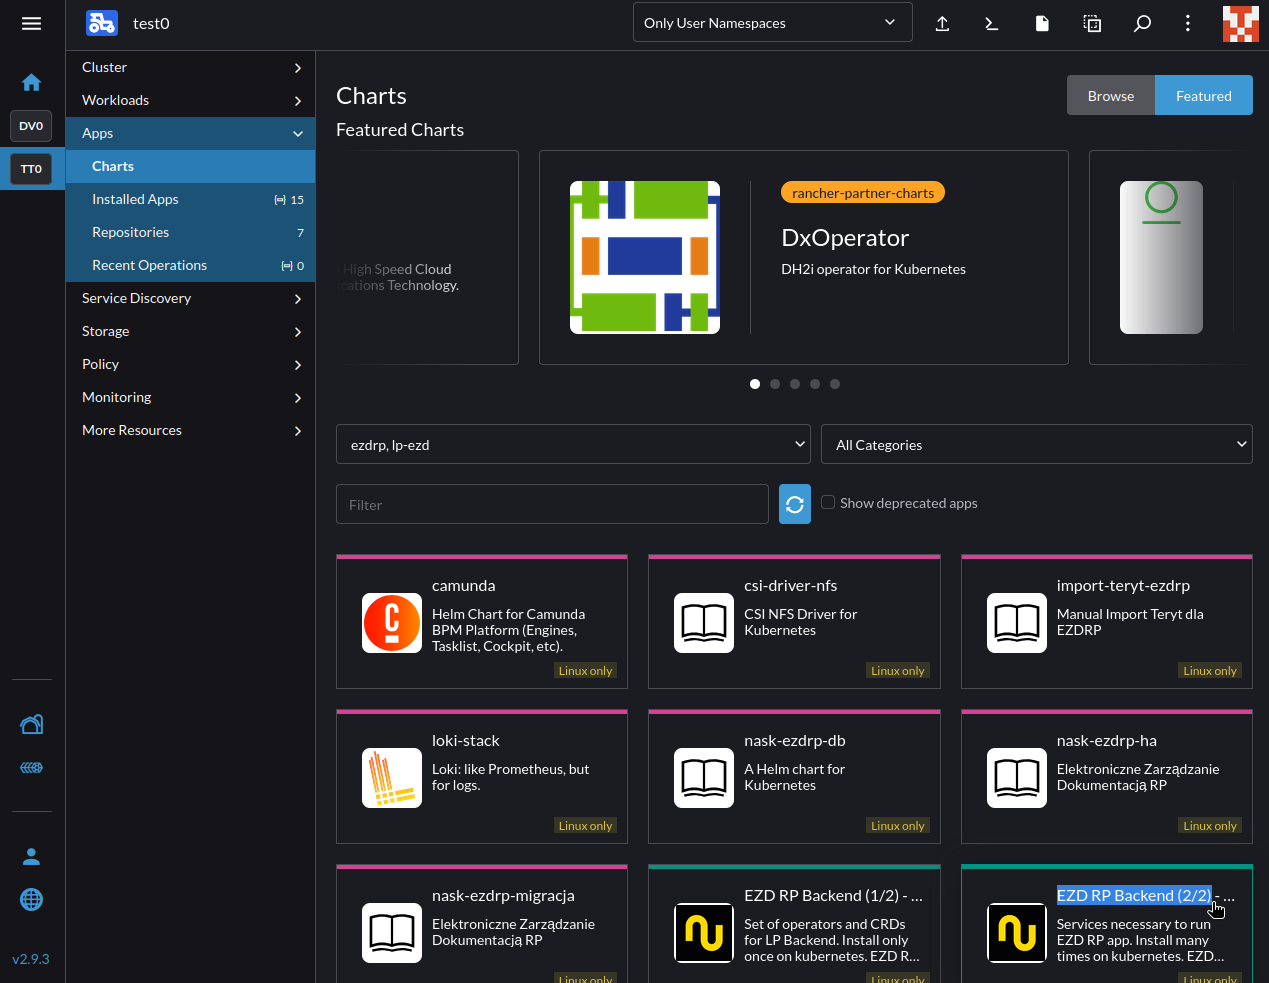 test0
Only User Namespaces
DV0
TT0
v2.9.3
Cluster
Workloads
Apps
Charts
Installed Apps 15
Repositories 7
Recent Operations 0
Service Discovery
Storage
Policy
Monitoring
More Resources
Charts
Browse
Featured
Featured Charts
High Speed Cloud
cations Technology.
rancher-partner-charts
DxOperator
DH2i operator for Kubernetes
ezdrp, lp-ezd
All Categories
Filter
Show deprecated apps
camunda
Helm Chart for Camunda
BPM Platform (Engines,
Tasklist, Cockpit, etc).
Linux only
csi-driver-nfs
CSI NFS Driver for
Kubernetes
Linux only
import-teryt-ezdrp
Manual Import Teryt dla
EZDRP
Linux only
loki-stack
Loki: like Prometheus, but
for logs.
Linux only
nask-ezdrp-db
A Helm chart for
Kubernetes
Linux only
nask-ezdrp-ha
Elektroniczne Zarządzanie
Dokumentacją RP
Linux only
nask-ezdrp-migracja
Elektroniczne Zarządzanie
Dokumentacją RP
Linux only
EZD RP Backend (1/2) - ...
Set of operators and CRDs
for LP Backend. Install only
once on kubernetes. EZD R...
Linux only
EZD RP Backend (2/2) - ...
Services necessary to run
EZD RP app. Install many
times on kubernetes. EZD...
Linux only